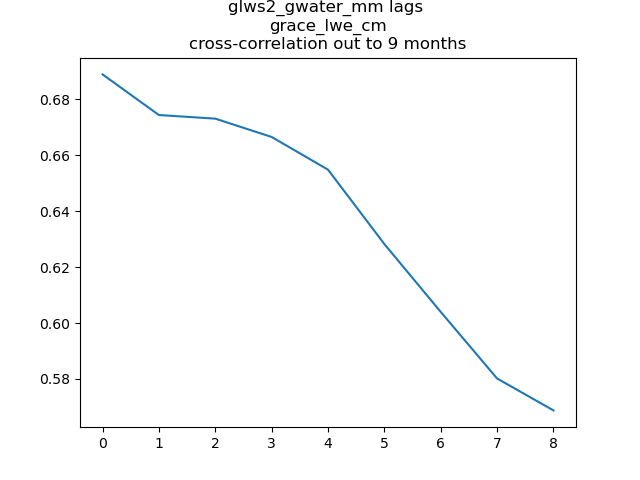 glws2_gwater_mm lags
grace_lwe_cm
cross-correlation out to 9 months
0.68
0.66
0.64
0.62
0.60
0.58
0 1 2 3 4 5 6 7 8